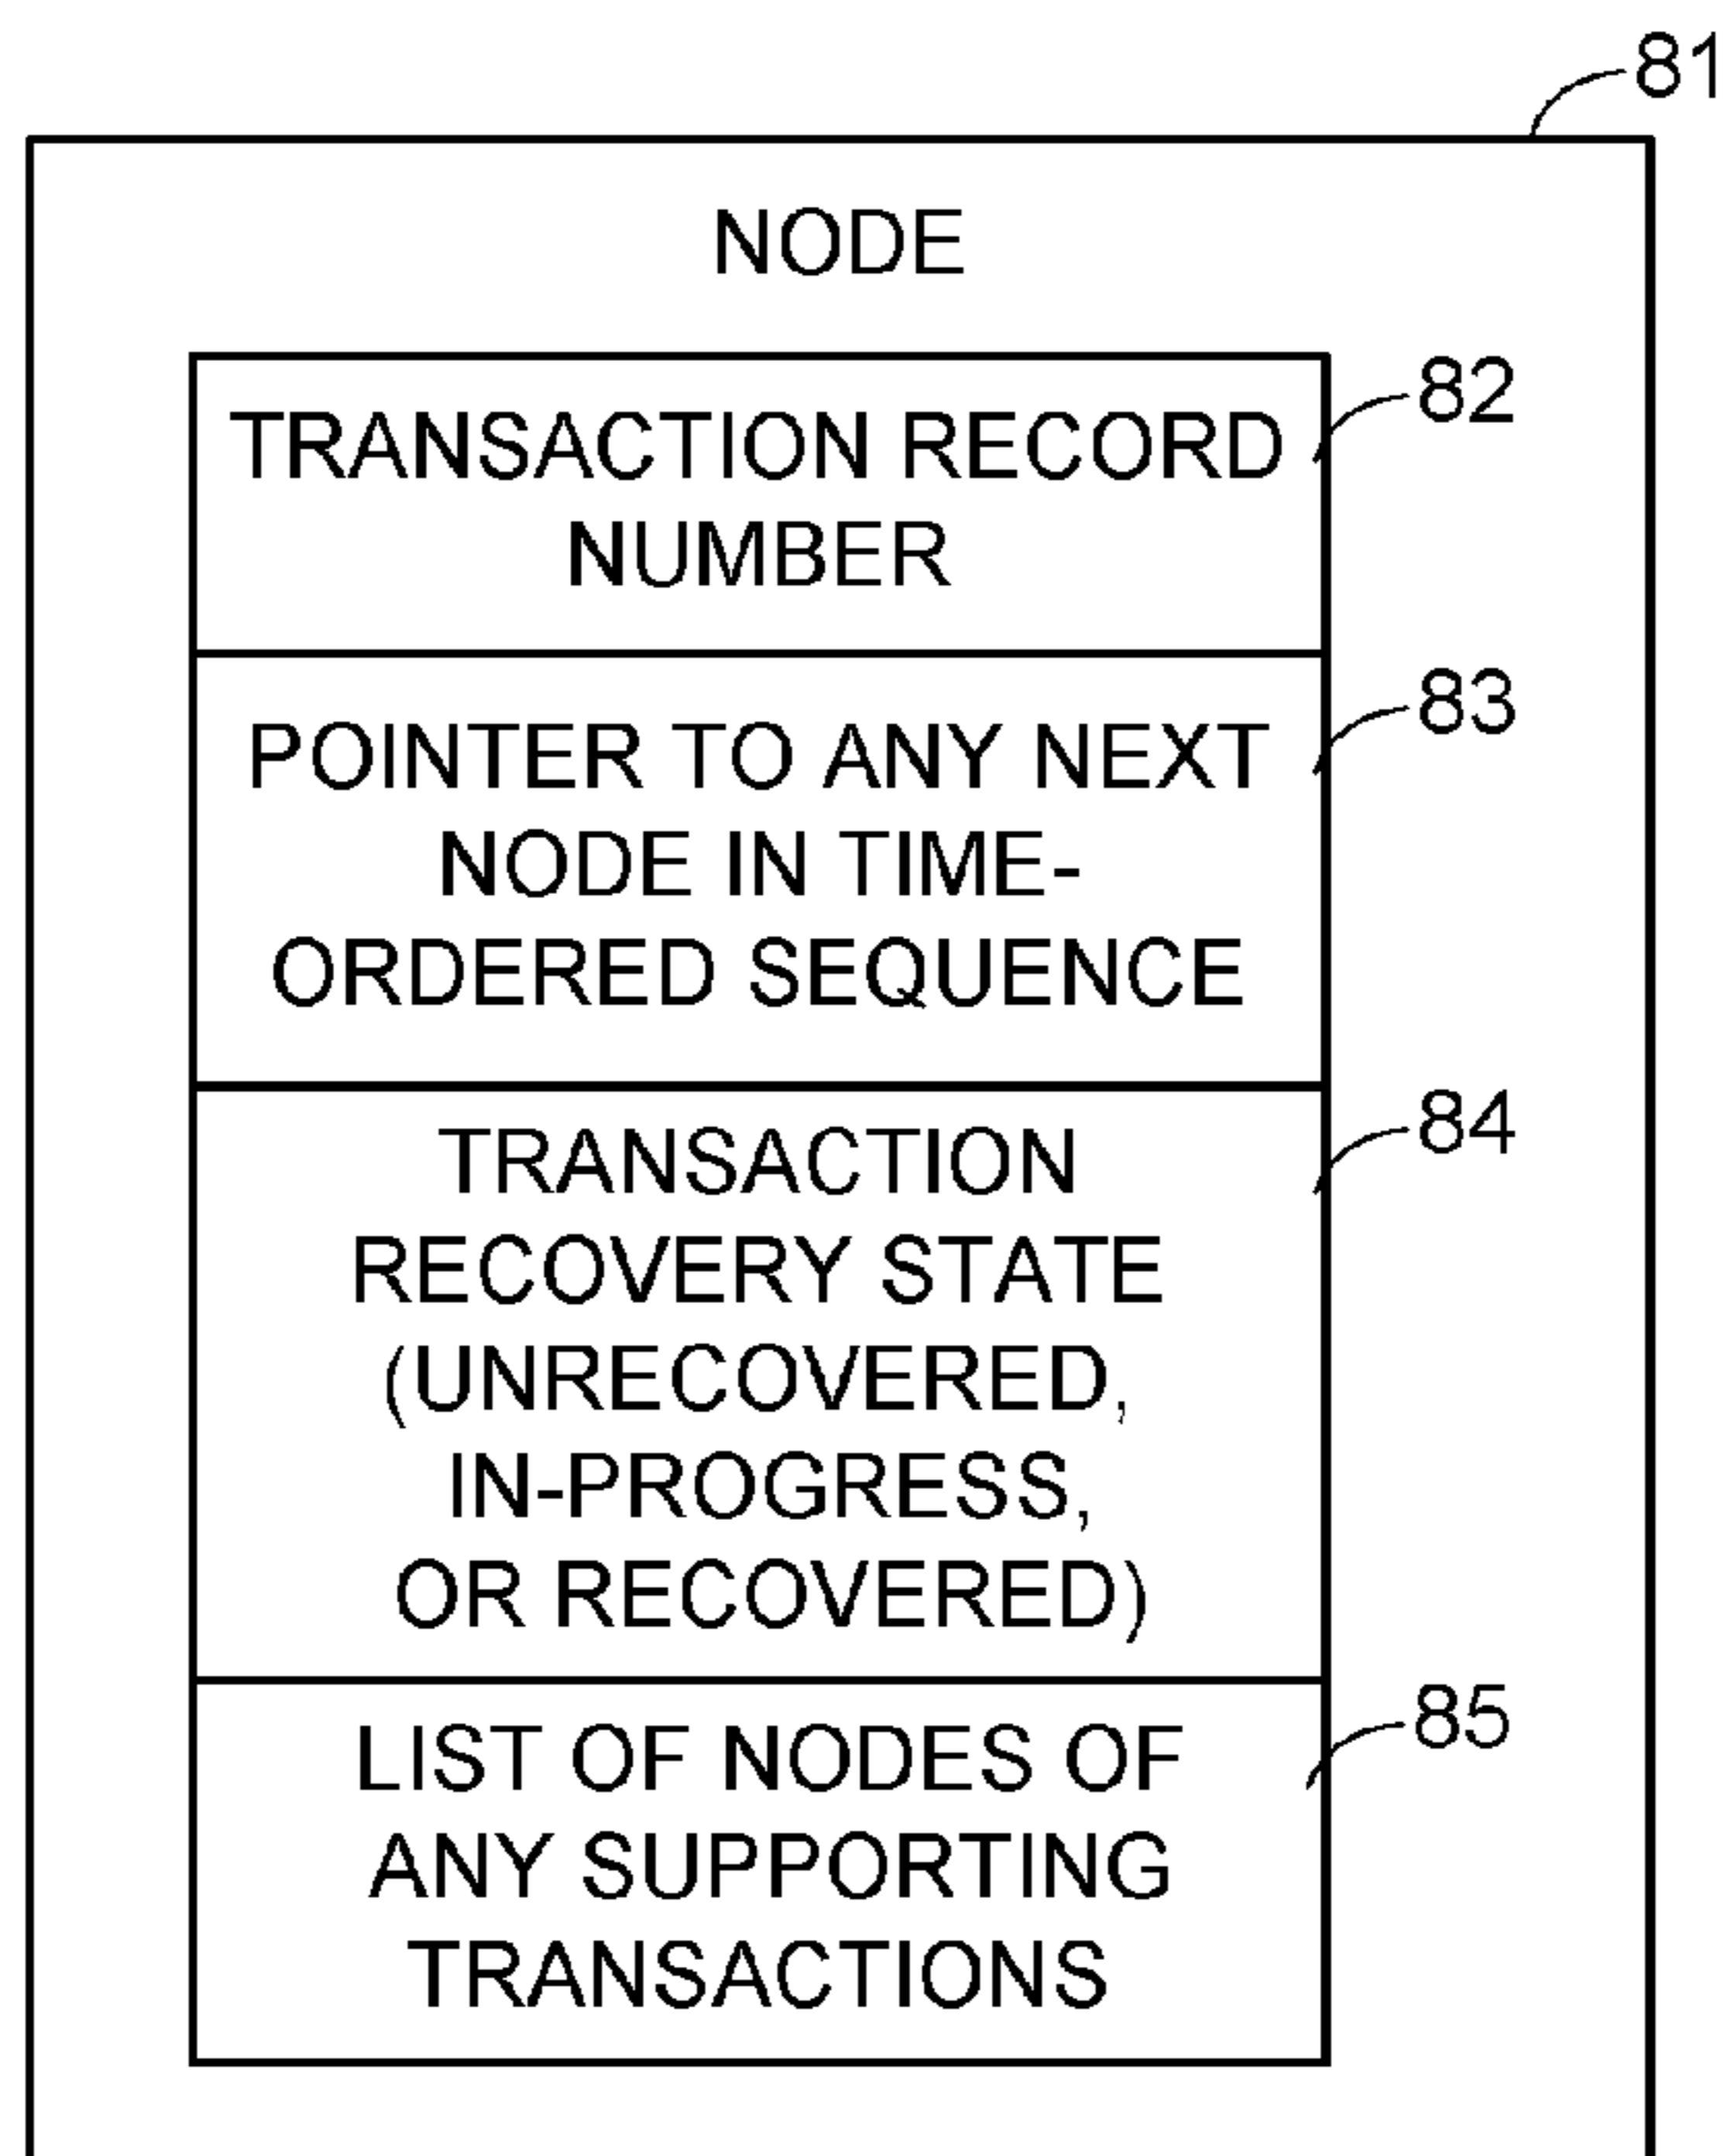 81
NODE
82
TRANSACTION RECORD
NUMBER
83
POINTER TO ANY NEXT
NODE IN TIME-
ORDERED SEQUENCE
84
TRANSACTION
RECOVERY STATE
(UNRECOVERED,
IN-PROGRESS,
OR RECOVERED)
85
LIST OF NODES OF
ANY SUPPORTING
TRANSACTIONS